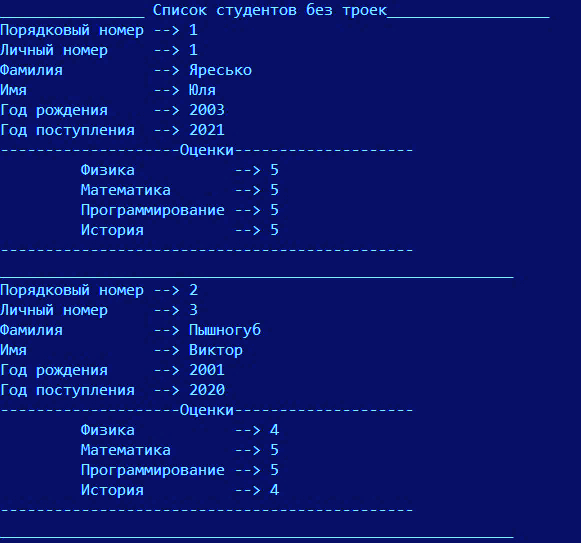 ________________ Список студентов без троек__________________
Порядковый номер --> 1
Личный номер     --> 1
Фамилия          --> Яресько
Имя              --> Юля
Год рождения     --> 2003
Год поступления  --> 2021
--------------------Оценки--------------------
         Физика           --> 5
         Математика       --> 5
         Программирование --> 5
         История          --> 5
----------------------------------------------
_________________________________________________________
Порядковый номер --> 2
Личный номер     --> 3
Фамилия          --> Пышногуб
Имя              --> Виктор
Год рождения     --> 2001
Год поступления  --> 2020
--------------------Оценки--------------------
         Физика           --> 4
         Математика       --> 5
         Программирование --> 5
         История          --> 4
----------------------------------------------
_________________________________________________________